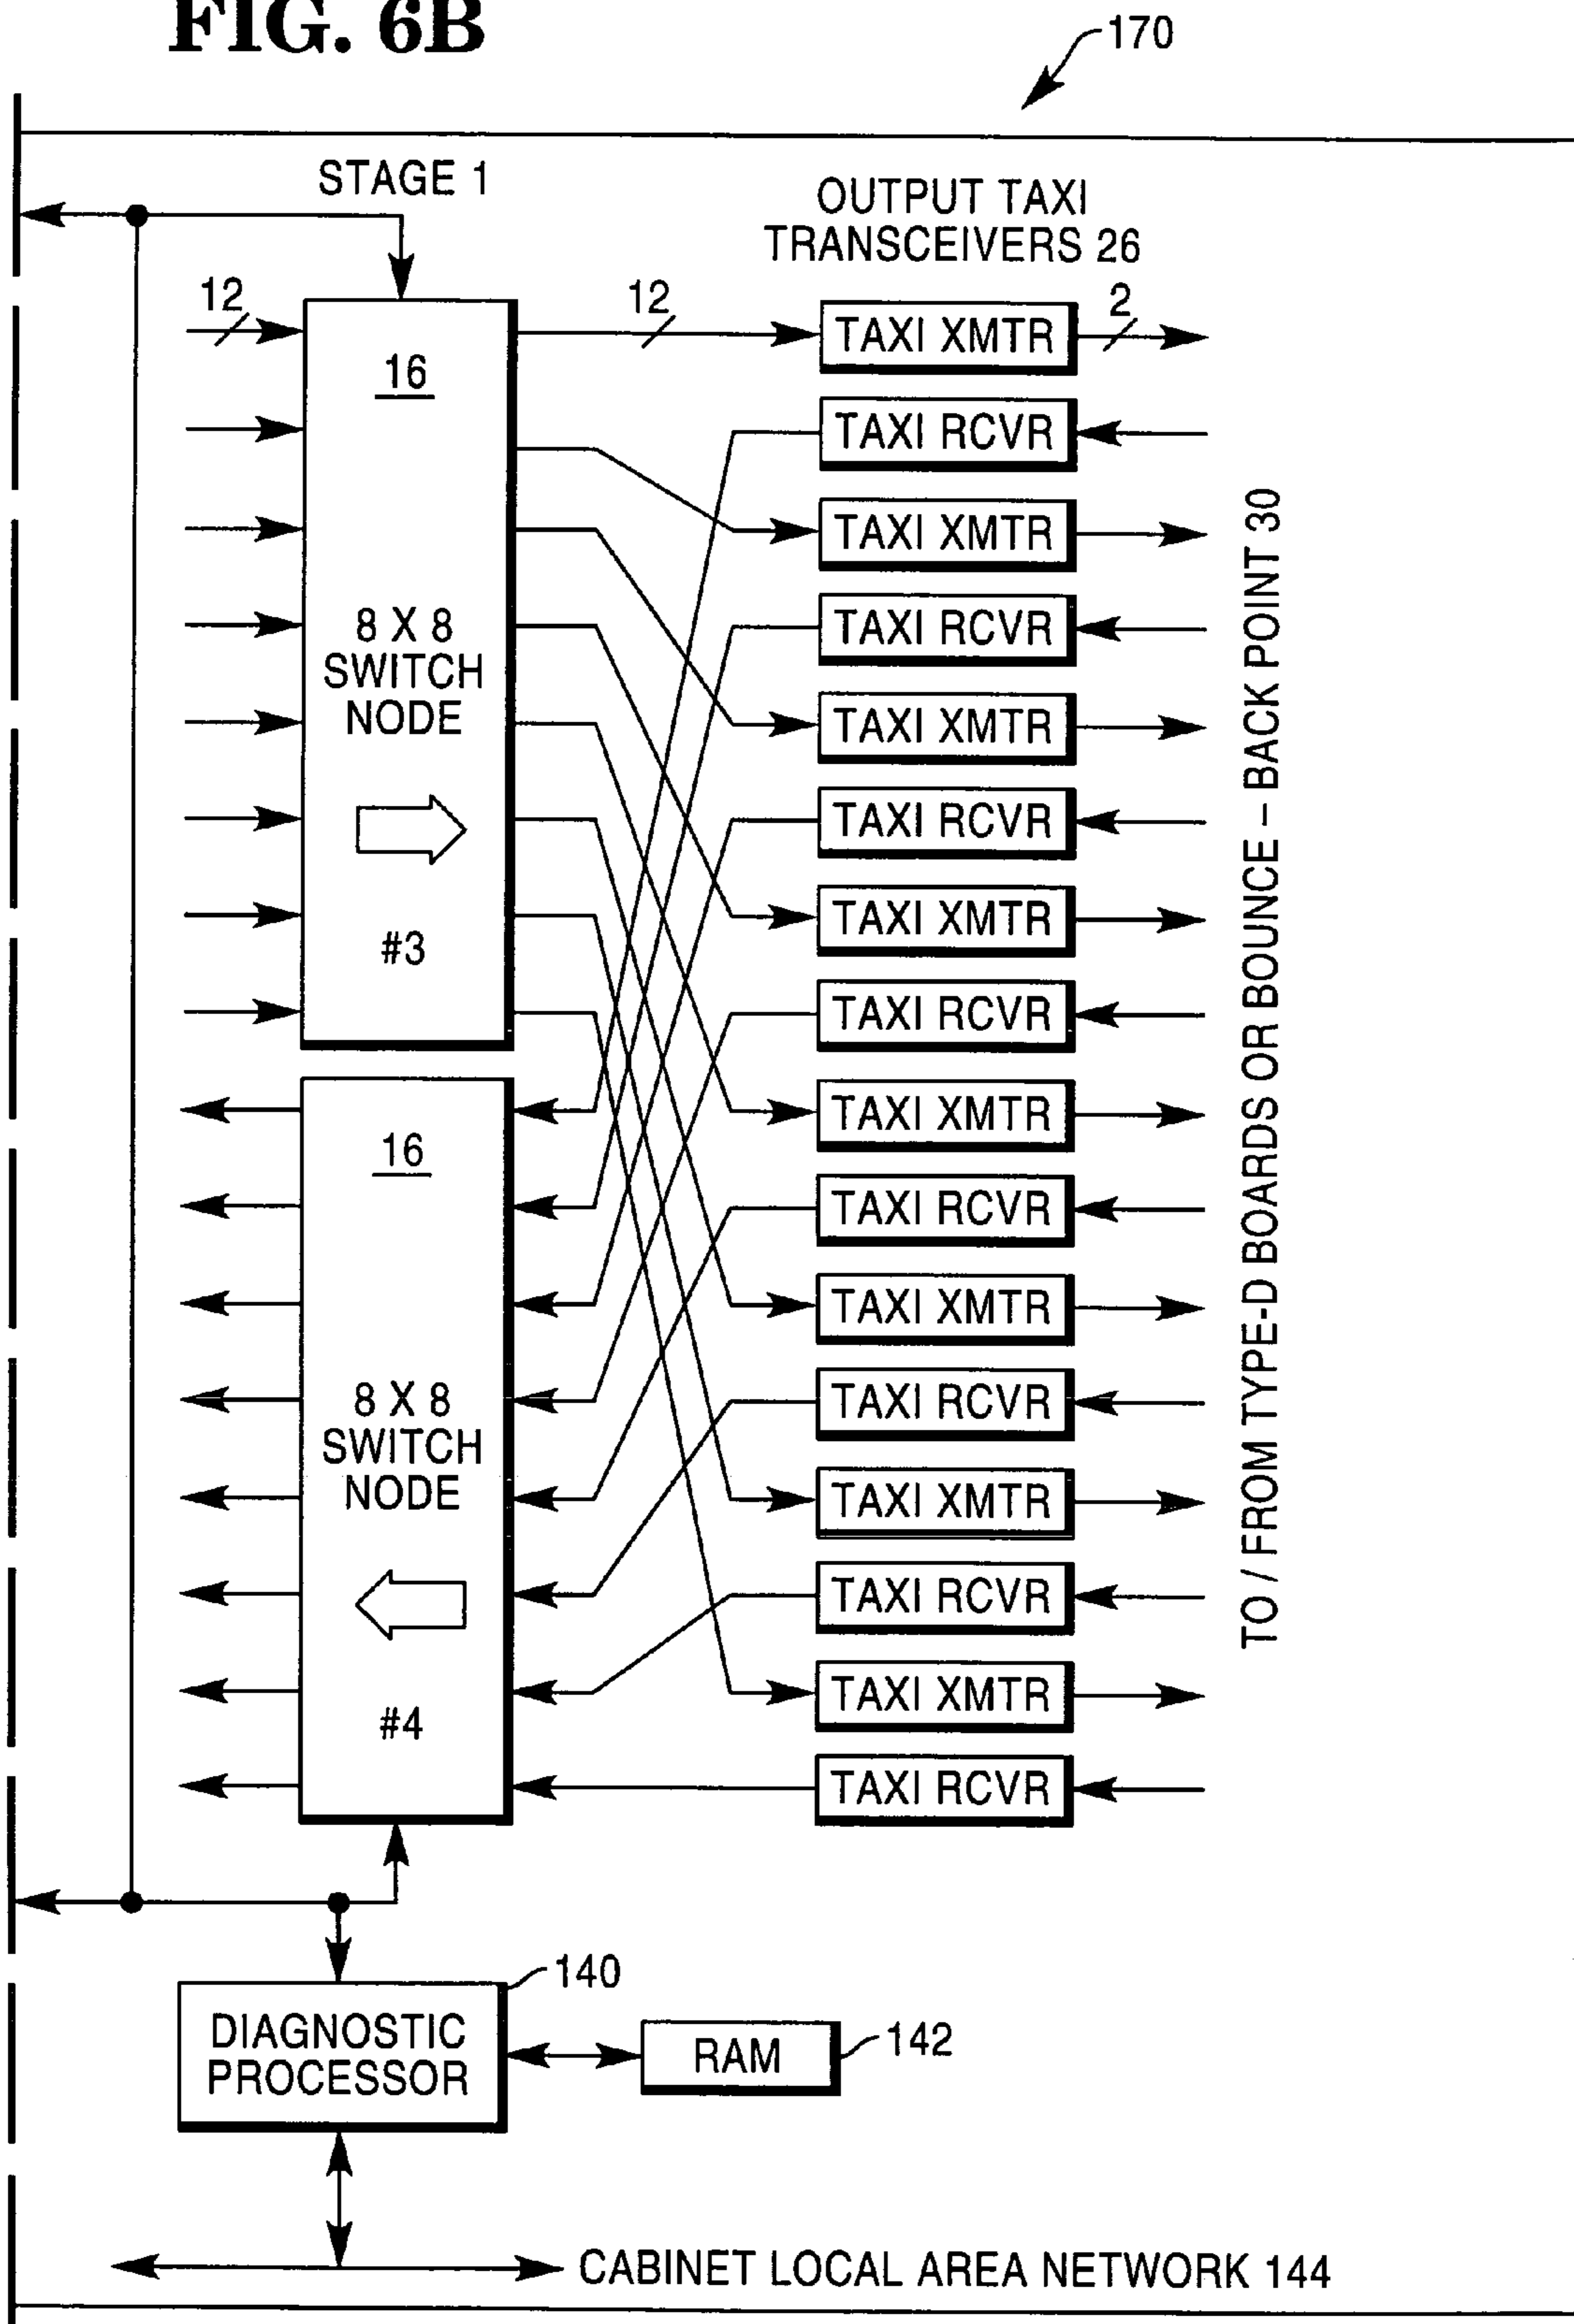 FIG. 6B
170
STAGE 1
OUTPUT TAXI
TRANSCEIVERS 26
12
12
2
TAXI XMTR
16
TAXI RCVR
TAXI XMTR
TAXI RCVR
8 X 8
SWITCH
NODE
TAXI XMTR
TAXI RCVR
TAXI XMTR
#3
TAXI RCVR
TAXI XMTR
16
TAXI RCVR
TAXI XMTR
TAXI RCVR
8 X 8
SWITCH
NODE
TAXI XMTR
TAXI RCVR
TAXI XMTR
#4
TAXI RCVR
TO / FROM TYPE-D BOARDS OR BOUNCE – BACK POINT 30
140
DIAGNOSTIC
PROCESSOR
RAM
142
CABINET LOCAL AREA NETWORK 144